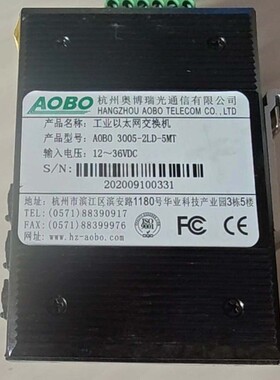 AOBO 杭州奥博瑞光通信有限公司
HANGZHOU AOBO TELECOM CO.,LTD
产品名称：工业以太网交换机
产品型号：AOBO 3005-2LD-5MT
输入电压：12～36VDC
S/N:
202009100331
地址：杭州市滨江区滨安路1180号华业科技产业园3栋5楼
TEL：(0571)88390917
FAX：(0571)88399976
网址：www.hz-aobo.com